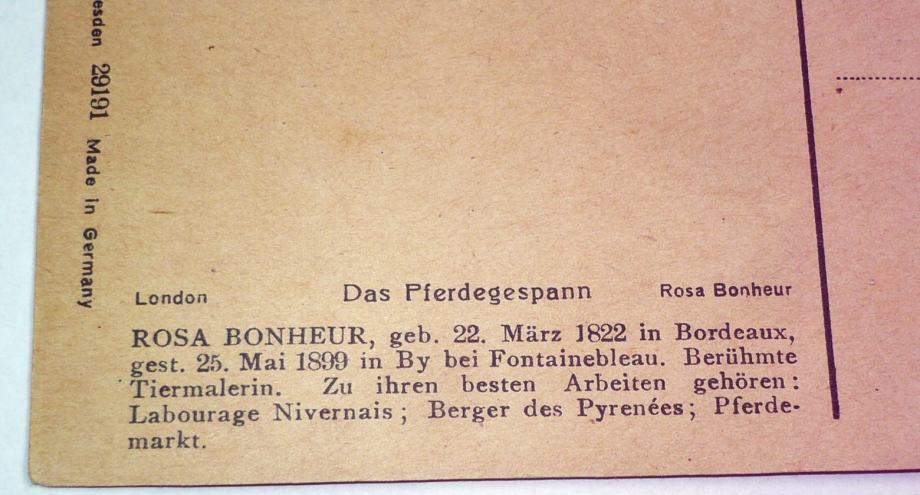 esden 29191 Made in Germany
London Das Pferdegespann Rosa Bonheur
ROSA BONHEUR, geb. 22. März 1822 in Bordeaux,
gest. 25. Mai 1899 in By bei Fontainebleau. Berühmte
Tiermalerin. Zu ihren besten Arbeiten gehören:
Labourage Nivernais; Berger des Pyrenées; Pferde-
markt.